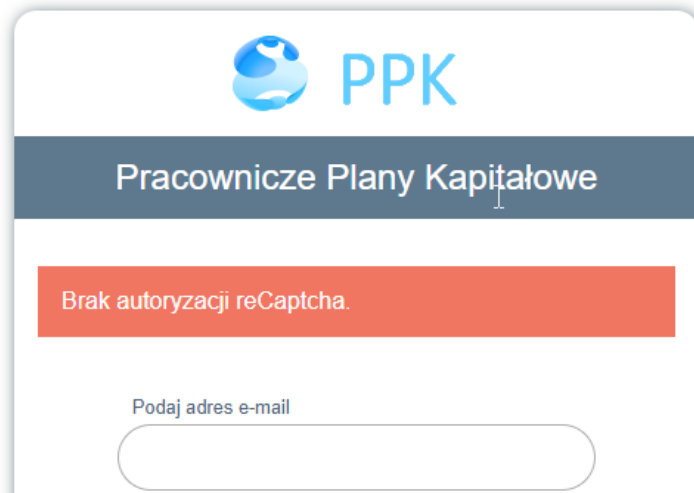 PPK
Pracownicze Plany Kapitałowe
Brak autoryzacji reCaptcha.
Podaj adres e-mail